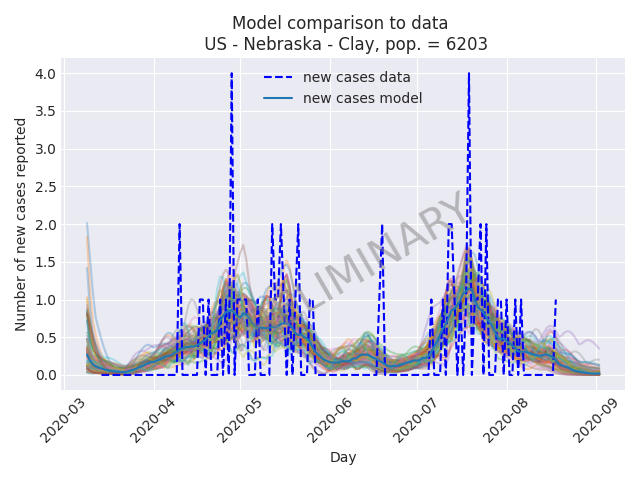 Model comparison to data
US - Nebraska - Clay, pop. = 6203
new cases data
new cases model
LIMINARY
Number of new cases reported
4.0
3.5
3.0
2.5
2.0
1.5
1.0
0.5
0.0
2020-03
2020-04
2020-05
2020-06
2020-07
2020-08
2020-09
Day